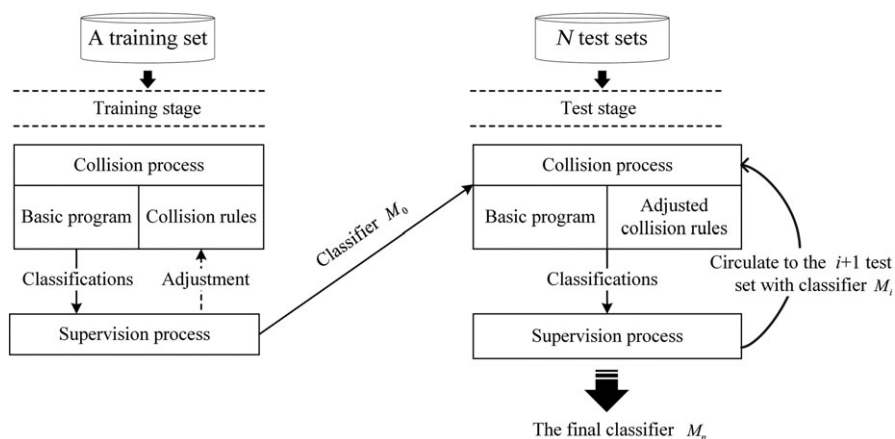 A training set
Training stage
Collision process
Basic program
Collision rules
Classifications
Adjustment
Supervision process
Classifier M₀
N test sets
Test stage
Collision process
Basic program
Adjusted
collision rules
Classifications
Circulate to the i+1 test
set with classifier Mᵢ
Supervision process
The final classifier Mₙ